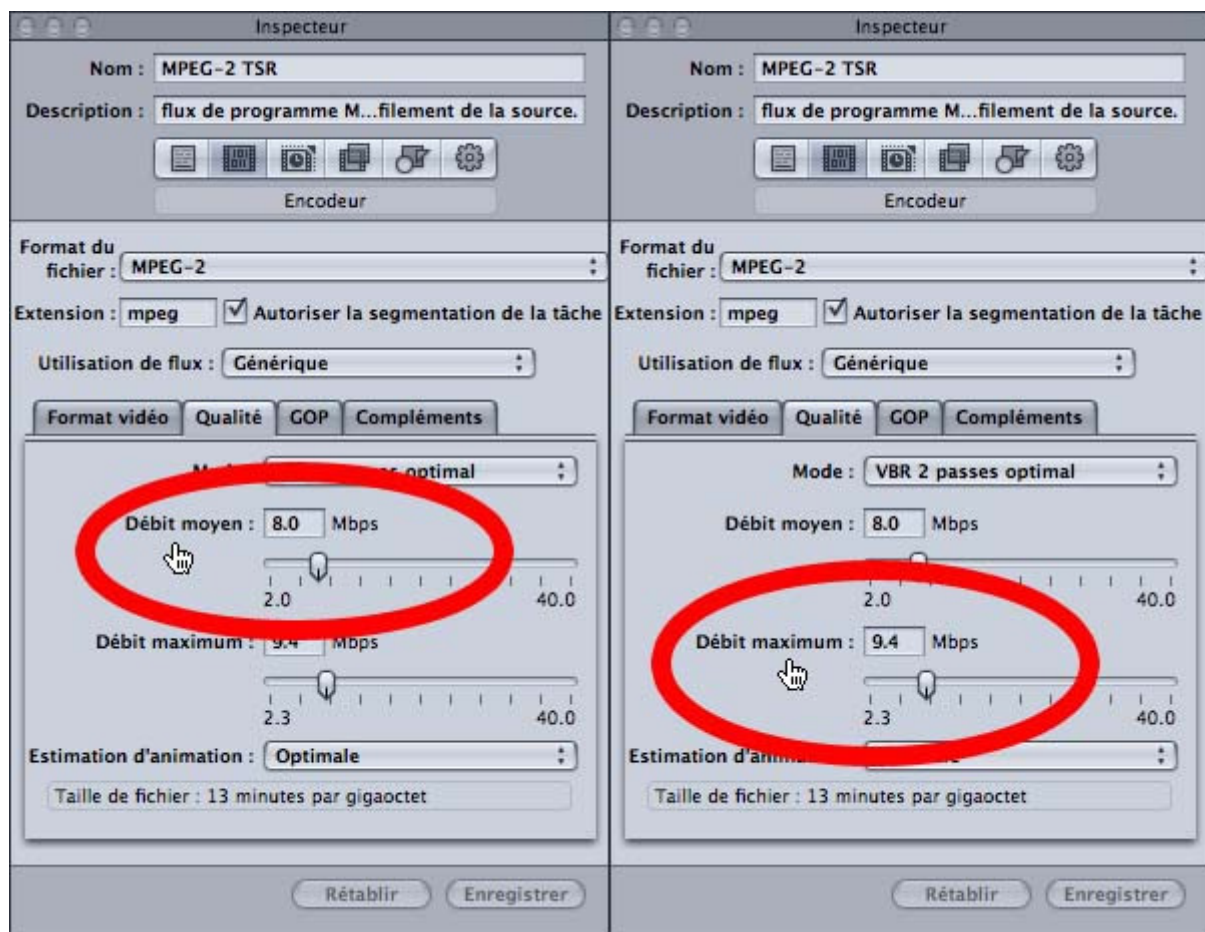 Inspecteur
Nom : MPEG-2 TSR
Description : flux de programme M...filement de la source.
Encodeur
Format du
fichier : MPEG-2
Extension : mpeg Autoriser la segmentation de la tâche
Utilisation de flux : Générique
Format vidéo Qualité GOP Compléments
optimal
Débit moyen : 8.0 Mbps
2.0 40.0
Débit maximum : 9.4 Mbps
2.3 40.0
Estimation d'animation : Optimale
Taille de fichier : 13 minutes par gigaoctet
Rétablir Enregistrer
Inspecteur
Nom : MPEG-2 TSR
Description : flux de programme M...filement de la source.
Encodeur
Format du
fichier : MPEG-2
Extension : mpeg Autoriser la segmentation de la tâche
Utilisation de flux : Générique
Format vidéo Qualité GOP Compléments
Mode : VBR 2 passes optimal
Débit moyen : 8.0 Mbps
2.0 40.0
Débit maximum : 9.4 Mbps
2.3 40.0
Estimation
Taille de fichier : 13 minutes par gigaoctet
Rétablir Enregistrer